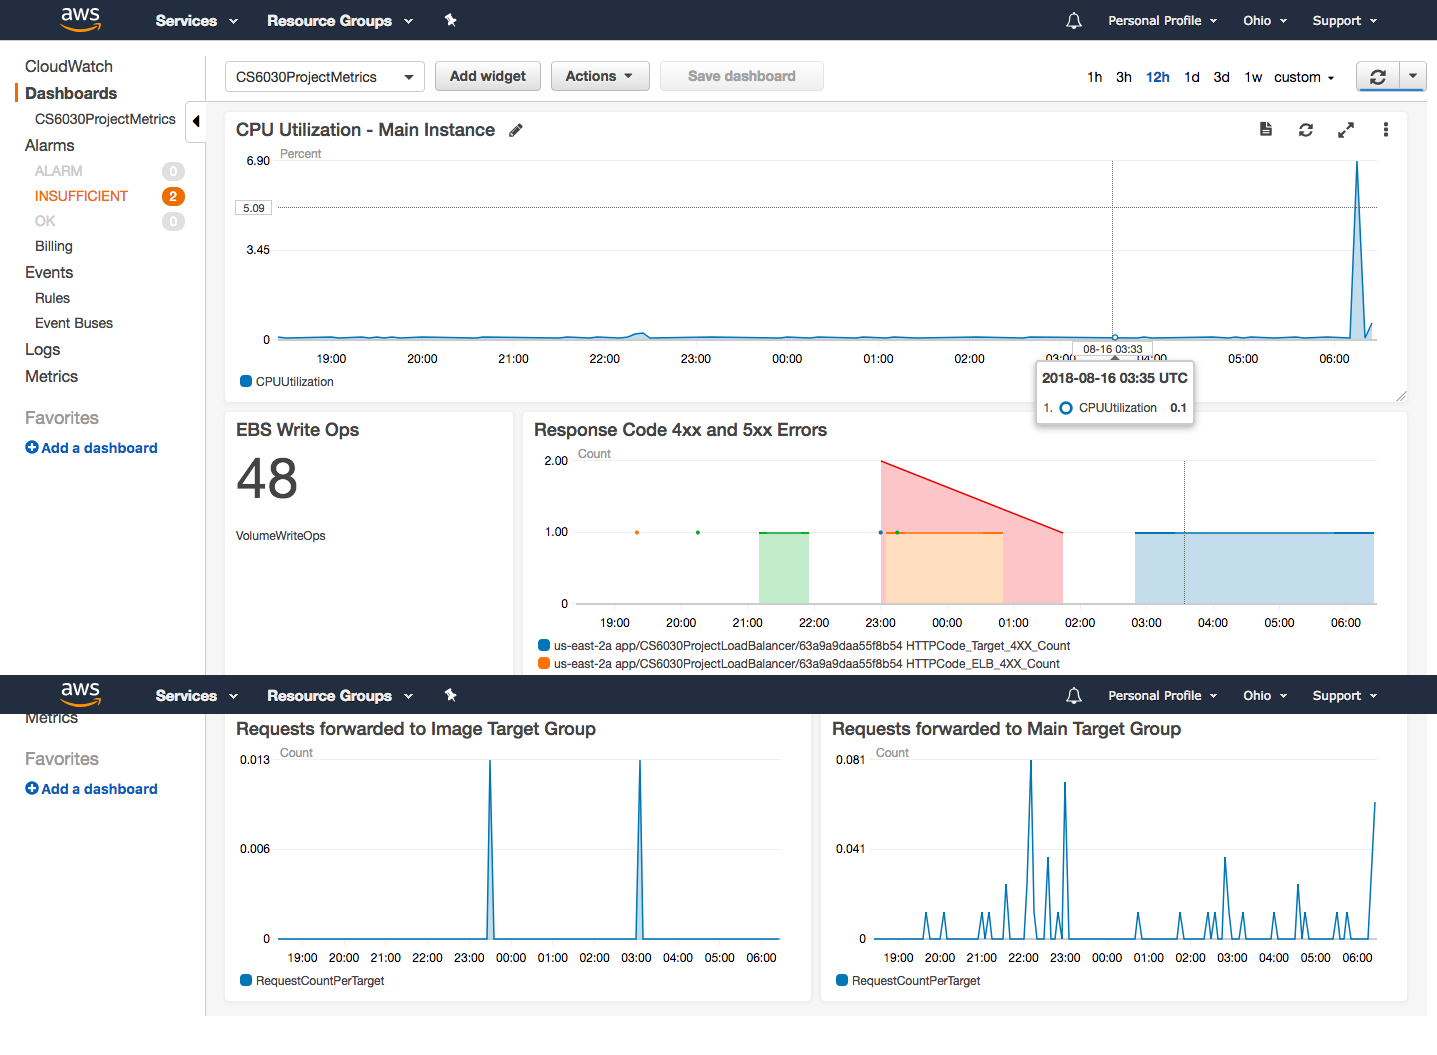 aws Services Resource Groups Personal Profile Ohio Support
CloudWatch
Dashboards
CS6030ProjectMetrics
Alarms
ALARM 0
INSUFFICIENT 2
OK 0
Billing
Events
Rules
Event Buses
Logs
Metrics
Favorites
Add a dashboard
CS6030ProjectMetrics Add widget Actions Save dashboard 1h 3h 12h 1d 3d 1w custom
CPU Utilization - Main Instance
Percent
6.90
5.09
3.45
0
19:00 20:00 21:00 22:00 23:00 00:00 01:00 02:00 03:00 04:00 05:00 06:00
08-16 03:33
CPUUtilization
2018-08-16 03:35 UTC
1. CPUUtilization 0.1
EBS Write Ops
48
VolumeWriteOps
Response Code 4xx and 5xx Errors
Count
2.00
1.00
0
19:00 20:00 21:00 22:00 23:00 00:00 01:00 02:00 03:00 04:00 05:00 06:00
us-east-2a app/CS6030ProjectLoadBalancer/63a9a9daa55f8b54 HTTPCode_Target_4XX_Count
us-east-2a app/CS6030ProjectLoadBalancer/63a9a9daa55f8b54 HTTPCode_ELB_4XX_Count
aws Services Resource Groups Personal Profile Ohio Support
Metrics
Favorites
Add a dashboard
Requests forwarded to Image Target Group
Count
0.013
0.006
0
19:00 20:00 21:00 22:00 23:00 00:00 01:00 02:00 03:00 04:00 05:00 06:00
RequestCountPerTarget
Requests forwarded to Main Target Group
Count
0.081
0.041
0
19:00 20:00 21:00 22:00 23:00 00:00 01:00 02:00 03:00 04:00 05:00 06:00
RequestCountPerTarget